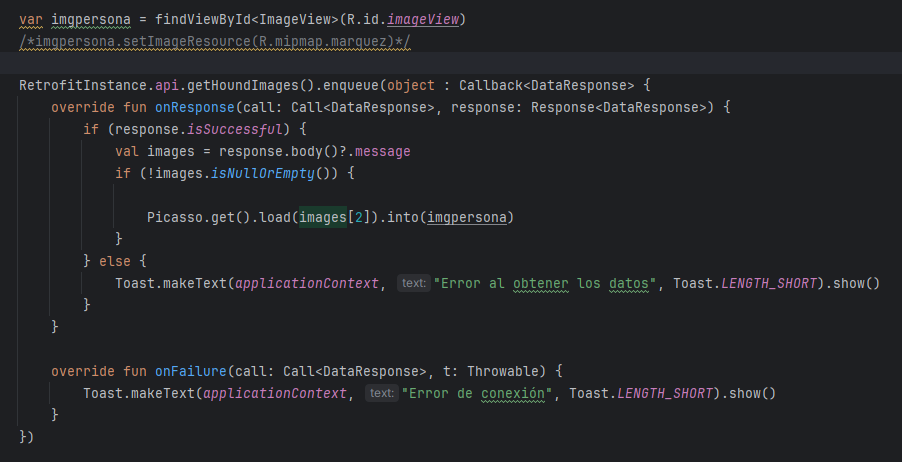 var imgpersona = findViewById<ImageView>(R.id.imageView)
/*imgpersona.setImageResource(R.mipmap.marquez)*/
RetrofitInstance.api.getHoundImages().enqueue(object : Callback<DataResponse> {
override fun onResponse(call: Call<DataResponse>, response: Response<DataResponse>) {
if (response.isSuccessful) {
val images = response.body()?.message
if (!images.isNullOrEmpty()) {
Picasso.get().load(images[2]).into(imgpersona)
}
} else {
Toast.makeText(applicationContext, text: "Error al obtener los datos", Toast.LENGTH_SHORT).show()
}
}
override fun onFailure(call: Call<DataResponse>, t: Throwable) {
Toast.makeText(applicationContext, text: "Error de conexión", Toast.LENGTH_SHORT).show()
}
})